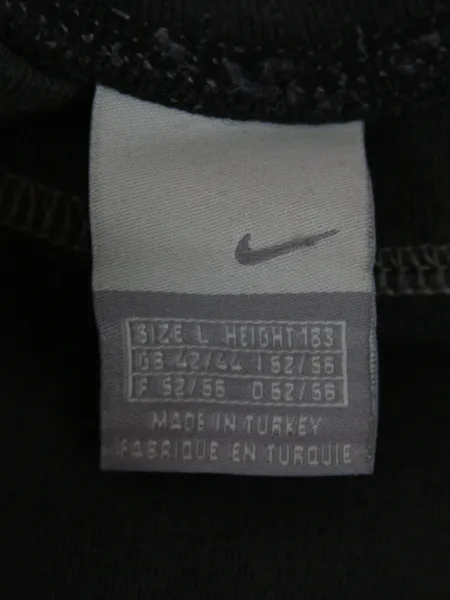 SIZE L HEIGHT 183
GB 42/44 I 52/56
F 52/56 D 52/56
MADE IN TURKEY
FABRIQUE EN TURQUIE